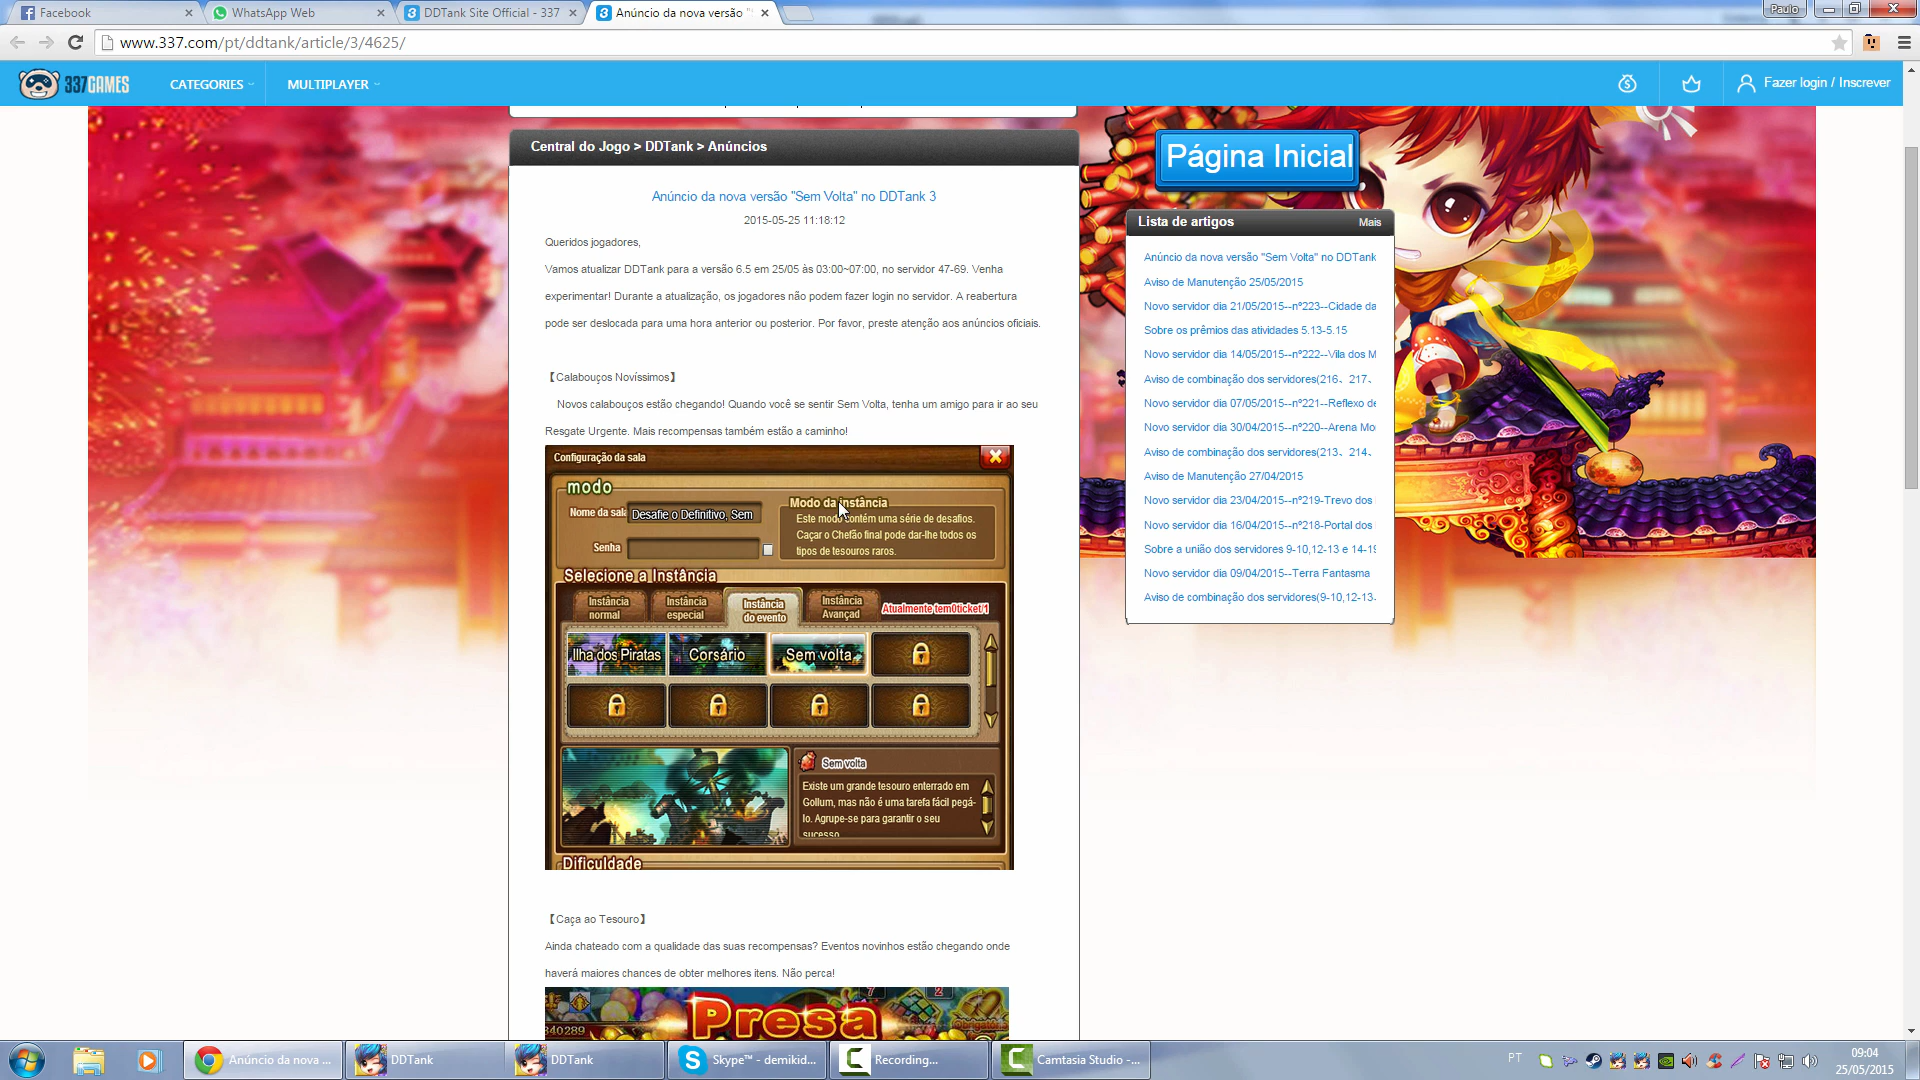 Facebook
WhatsApp Web
DDTank Site Official - 337
Anúncio da nova versão "
Paulo
www.337.com/pt/ddtank/article/3/4625/
337GAMES
CATEGORIES
MULTIPLAYER
Fazer login / Inscrever
Central do Jogo > DDTank > Anúncios
Anúncio da nova versão "Sem Volta" no DDTank 3
2015-05-25 11:18:12
Queridos jogadores,
Vamos atualizar DDTank para a versão 6.5 em 25/05 às 03:00~07:00, no servidor 47-69. Venha
experimentar! Durante a atualização, os jogadores não podem fazer login no servidor. A reabertura
pode ser deslocada para uma hora anterior ou posterior. Por favor, preste atenção aos anúncios oficiais.
【Calabouços Novíssimos】
Novos calabouços estão chegando! Quando você se sentir Sem Volta, tenha um amigo para ir ao seu
Resgate Urgente. Mais recompensas também estão a caminho!
Configuração da sala
modo
Nome da sala
Desafie o Definitivo, Sem
Senha
Modo da instância
Este modo contém uma série de desafios.
Caçar o Chefão final pode dar-lhe todos os
tipos de tesouros raros.
Selecione a Instância
Instância normal
Instância especial
Instância do evento
Instância Avançad
Atualmente tem0ticket/1
Ilha dos Piratas
Corsário
Sem volta
Sem volta
Existe um grande tesouro enterrado em
Gollum, mas não é uma tarefa fácil pegá-
lo. Agrupe-se para garantir o seu
sucesso
Dificuldade
【Caça ao Tesouro】
Ainda chateado com a qualidade das suas recompensas? Eventos novinhos estão chegando onde
haverá maiores chances de obter melhores itens. Não perca!
7
2
Presa
340289
Obrigatória
Página Inicial
Lista de artigos
Mais
Anúncio da nova versão "Sem Volta" no DDTank
Aviso de Manutenção 25/05/2015
Novo servidor dia 21/05/2015--nº223--Cidade da
Sobre os prêmios das atividades 5.13-5.15
Novo servidor dia 14/05/2015--nº222--Vila dos M
Aviso de combinação dos servidores(216、217、
Novo servidor dia 07/05/2015--nº221--Reflexo de
Novo servidor dia 30/04/2015--nº220--Arena Mo
Aviso de combinação dos servidores(213、214、
Aviso de Manutenção 27/04/2015
Novo servidor dia 23/04/2015--nº219-Trevo dos
Novo servidor dia 16/04/2015--nº218-Portal dos
Sobre a união dos servidores 9-10,12-13 e 14-19
Novo servidor dia 09/04/2015--Terra Fantasma
Aviso de combinação dos servidores(9-10,12-13
Anúncio da nova ...
DDTank
DDTank
Skype™ - demikid...
Recording...
Camtasia Studio -...
PT
09:04
25/05/2015